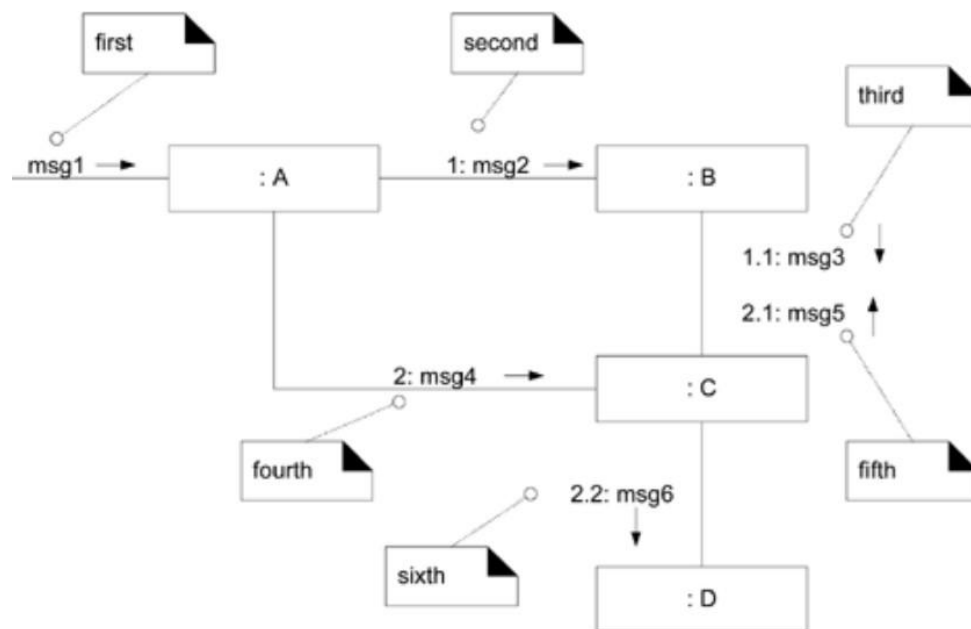 first
second
third
msg1
: A
1: msg2
: B
1.1: msg3
2.1: msg5
2: msg4
: C
fourth
fifth
2.2: msg6
sixth
: D